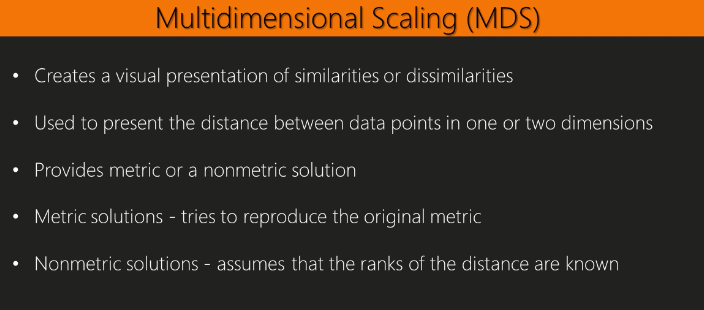 Multidimensional Scaling (MDS)
• Creates a visual presentation of similarities or dissimilarities
• Used to present the distance between data points in one or two dimensions
• Provides metric or a nonmetric solution
• Metric solutions - tries to reproduce the original metric
• Nonmetric solutions - assumes that the ranks of the distance are known